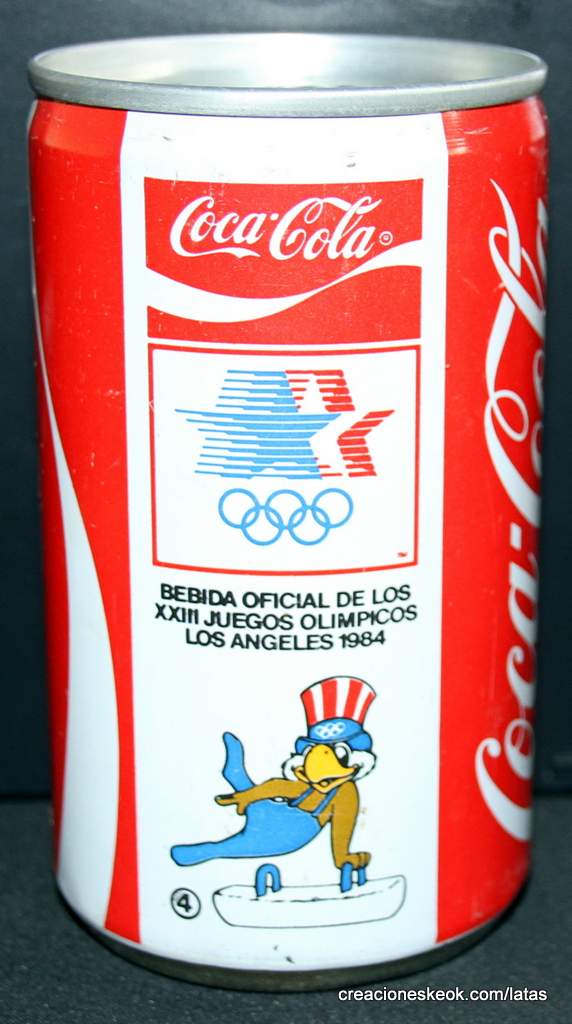 Coca-Cola
BEBIDA OFICIAL DE LOS
XXIII JUEGOS OLIMPICOS
LOS ANGELES 1984
4
Coca-Cola
creacioneskeok.com/latas